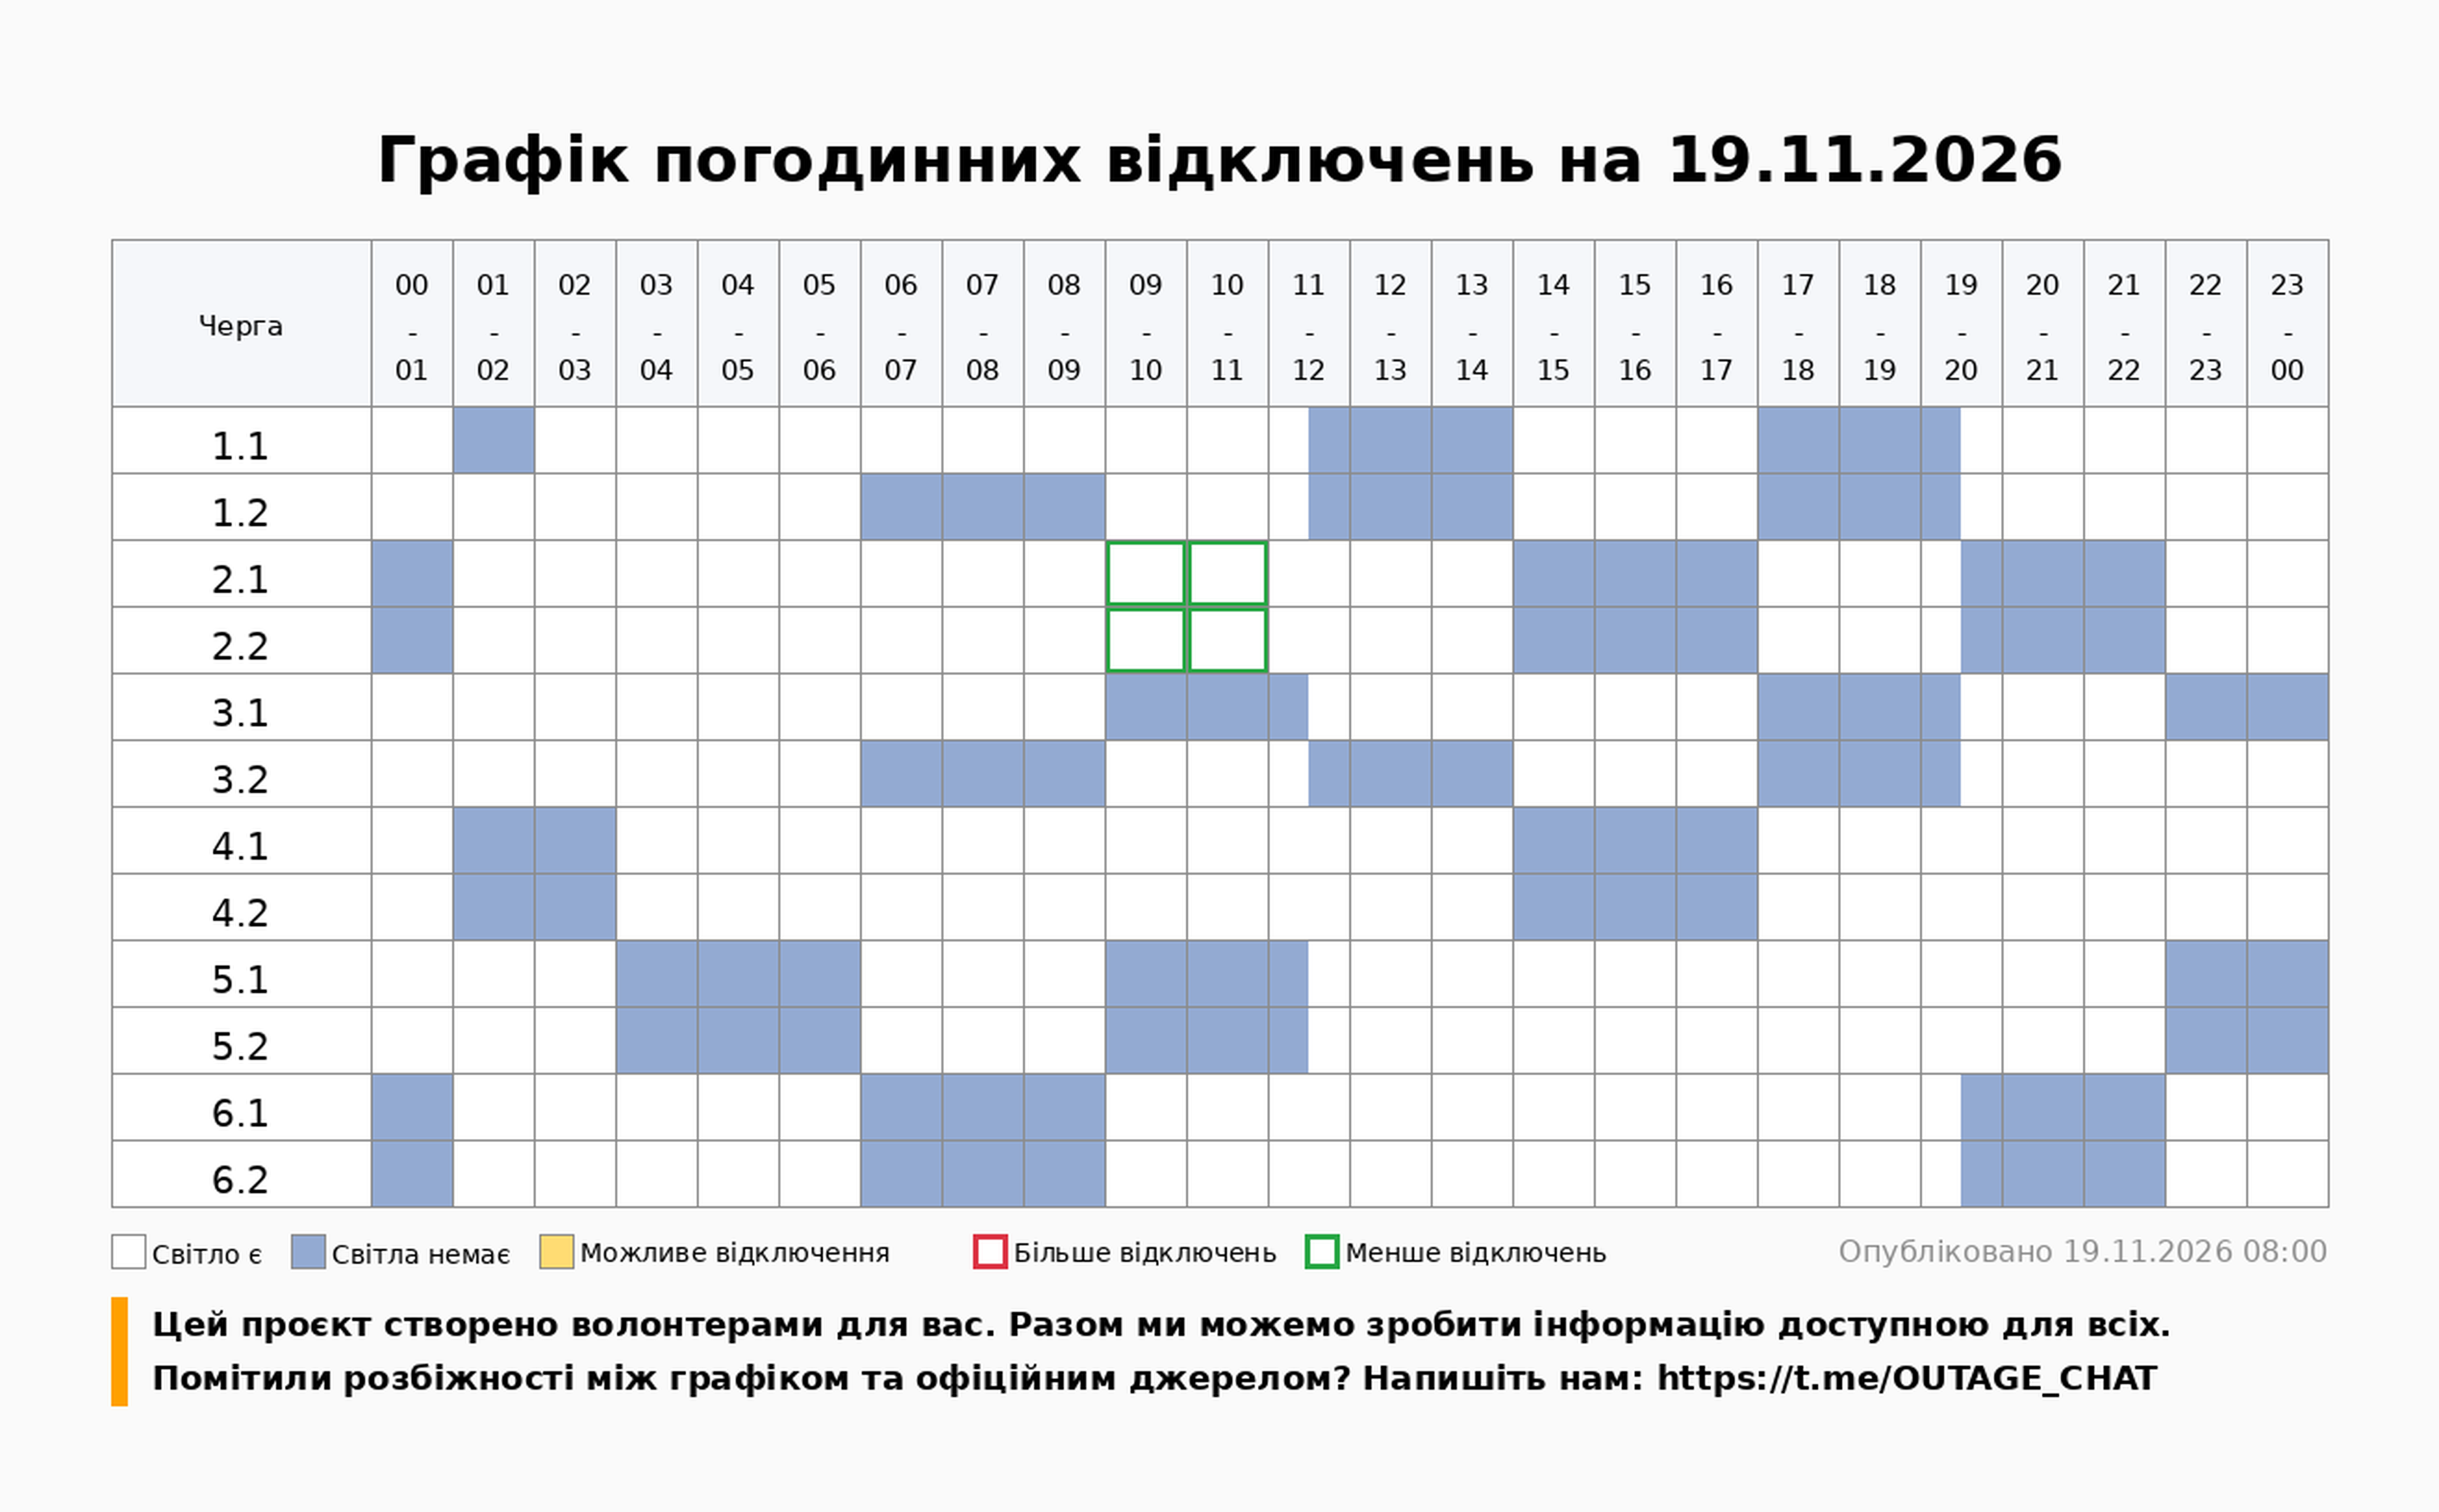 Графік погодинних відключень на 19.11.2026
Черга 00 - 01 01 - 02 02 - 03 03 - 04 04 - 05 05 - 06 06 - 07 07 - 08 08 - 09 09 - 10 10 - 11 11 - 12 12 - 13 13 - 14 14 - 15 15 - 16 16 - 17 17 - 18 18 - 19 19 - 20 20 - 21 21 - 22 22 - 23 23 - 00
1.1
1.2
2.1
2.2
3.1
3.2
4.1
4.2
5.1
5.2
6.1
6.2
Світло є Світла немає Можливе відключення Більше відключень Менше відключень Опубліковано 19.11.2026 08:00
Цей проєкт створено волонтерами для вас. Разом ми можемо зробити інформацію доступною для всіх.
Помітили розбіжності між графіком та офіційним джерелом? Напишіть нам: https://t.me/OUTAGE_CHAT